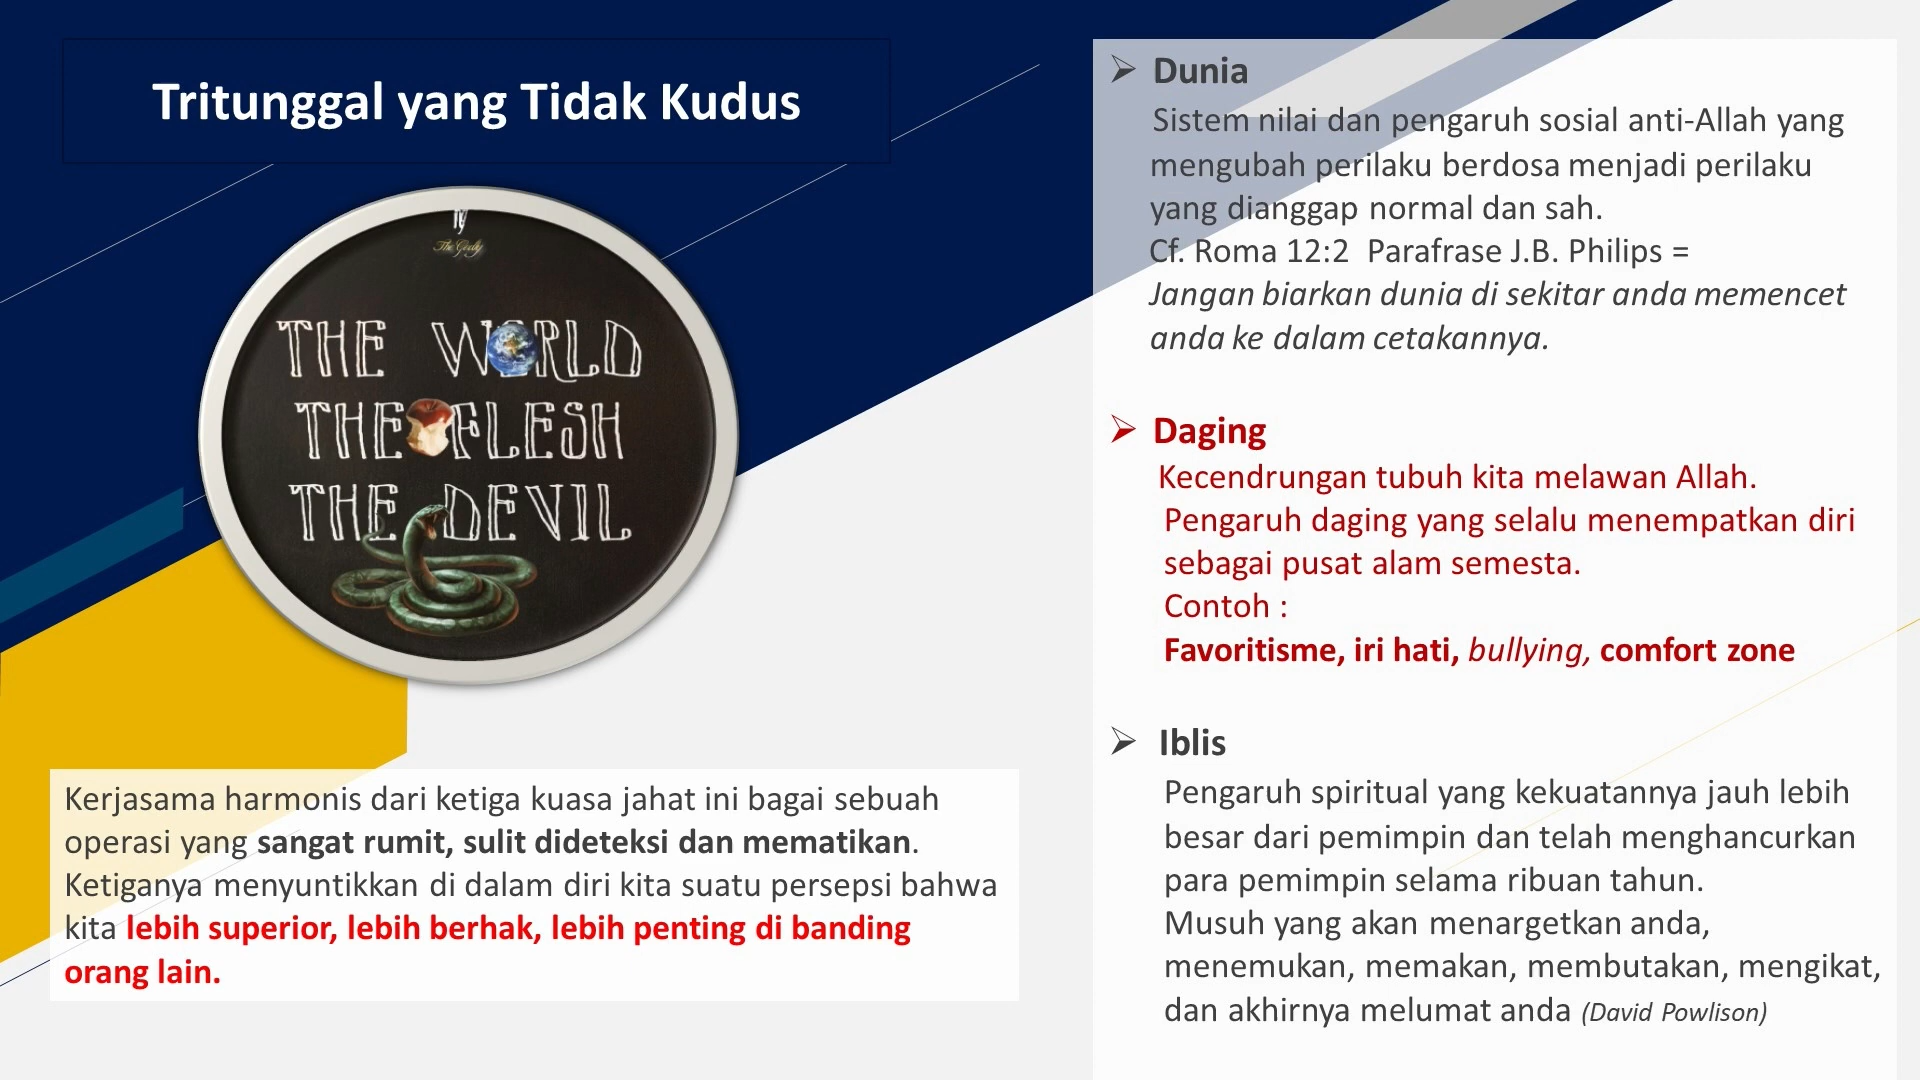 Tritunggal yang Tidak Kudus
The Godly
THE WORLD
THE FLESH
THE DEVIL
Kerjasama harmonis dari ketiga kuasa jahat ini bagai sebuah
operasi yang sangat rumit, sulit dideteksi dan mematikan.
Ketiganya menyuntikkan di dalam diri kita suatu persepsi bahwa
kita lebih superior, lebih berhak, lebih penting di banding
orang lain.
➢ Dunia
Sistem nilai dan pengaruh sosial anti-Allah yang
mengubah perilaku berdosa menjadi perilaku
yang dianggap normal dan sah.
Cf. Roma 12:2 Parafrase J.B. Philips =
Jangan biarkan dunia di sekitar anda memencet
anda ke dalam cetakannya.
➢ Daging
Kecendrungan tubuh kita melawan Allah.
Pengaruh daging yang selalu menempatkan diri
sebagai pusat alam semesta.
Contoh :
Favoritisme, iri hati, bullying, comfort zone
➢ Iblis
Pengaruh spiritual yang kekuatannya jauh lebih
besar dari pemimpin dan telah menghancurkan
para pemimpin selama ribuan tahun.
Musuh yang akan menargetkan anda,
menemukan, memakan, membutakan, mengikat,
dan akhirnya melumat anda (David Powlison)